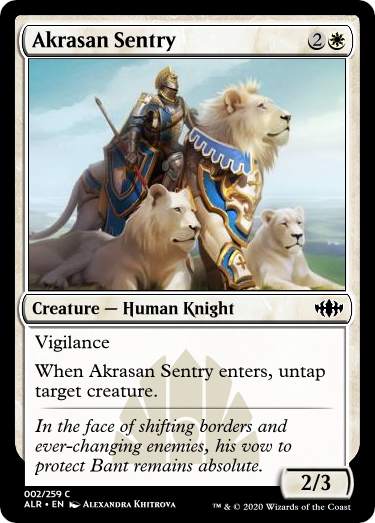 Akrasan Sentry 2
Creature — Human Knight
Vigilance
When Akrasan Sentry enters, untap
target creature.
In the face of shifting borders and
ever-changing enemies, his vow to
protect Bant remains absolute.
2/3
002/259 C
ALR • EN Alexandra Khitrova
™ & © 2020 Wizards of the Coast